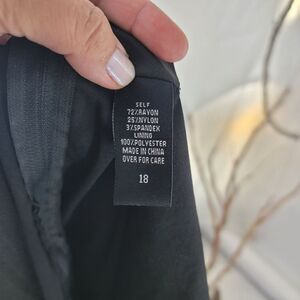 SELF
72%RAYON
25%NYLON
3%SPANDEX
LINING
100%POLYESTER
MADE IN CHINA
OVER FOR CARE
18